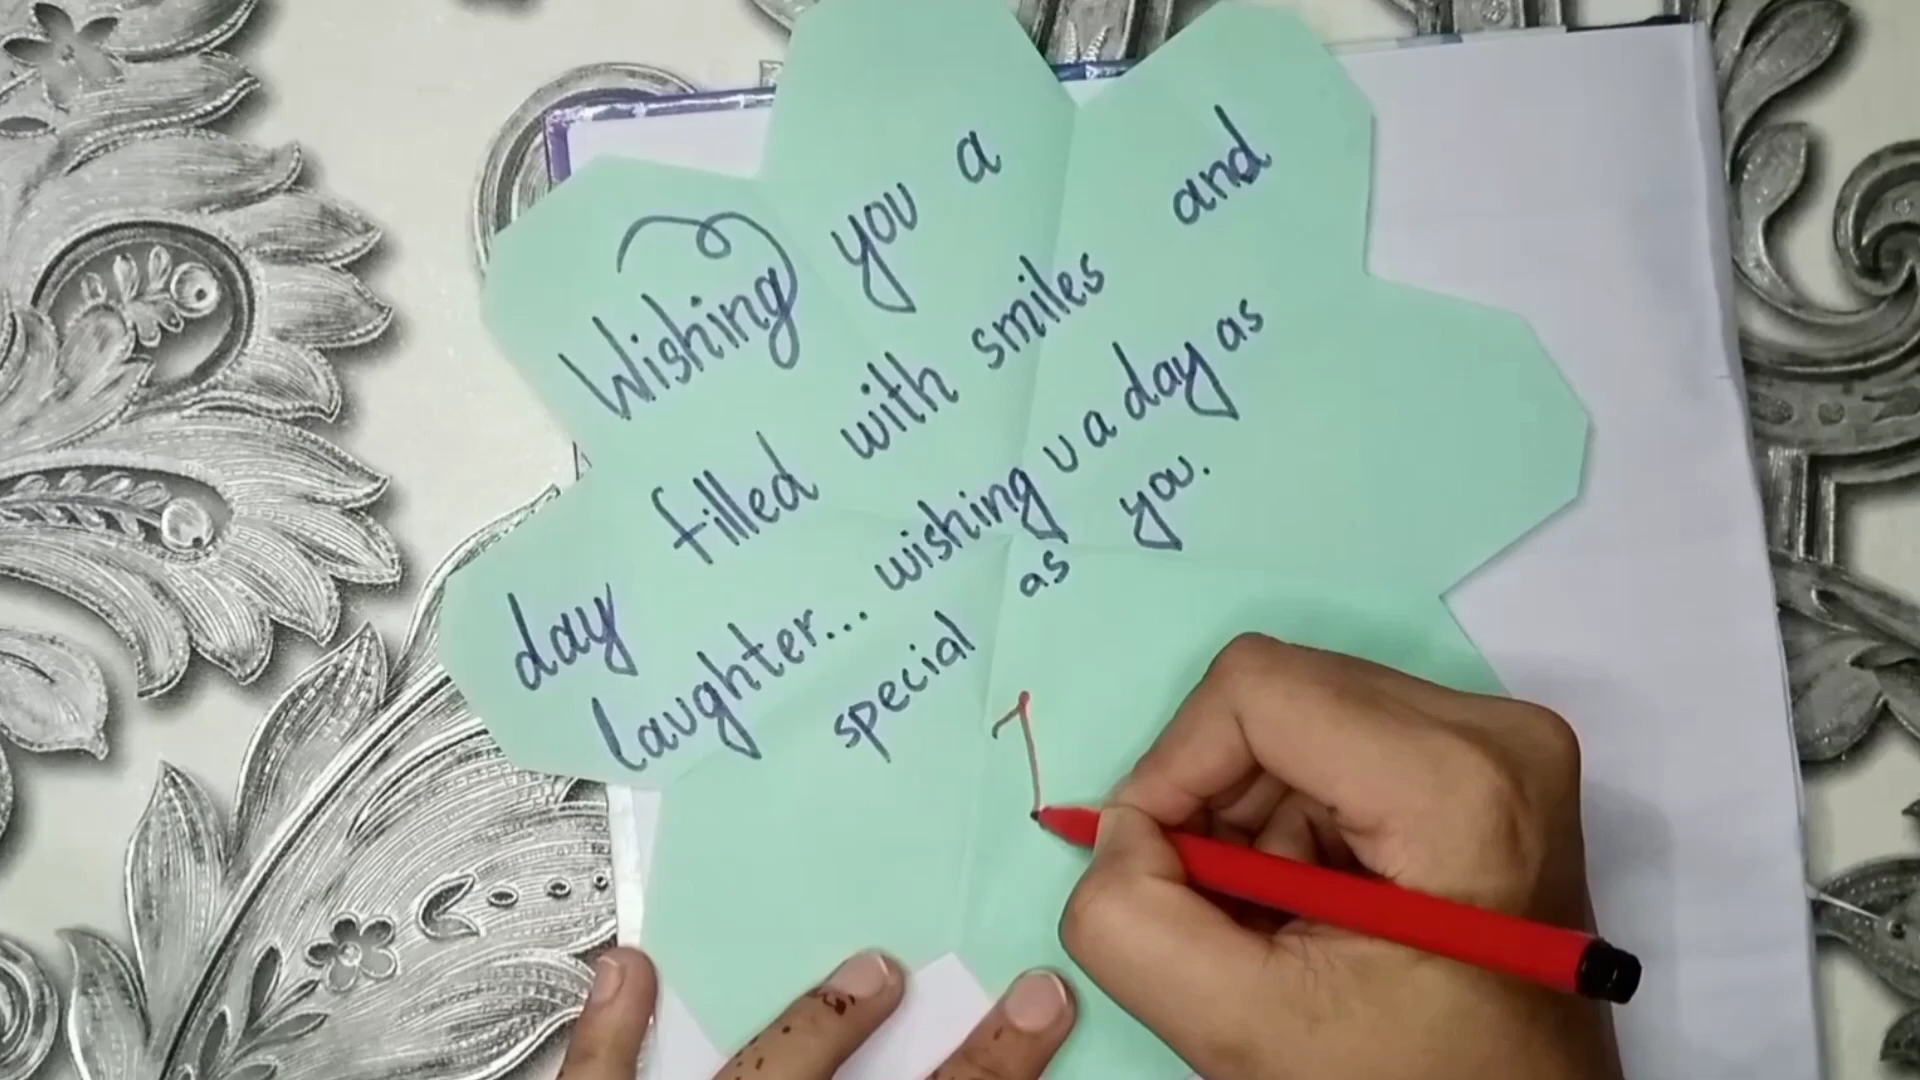 Wishing you a
day filled with smiles and
laughter... wishing u a day as
special as you.